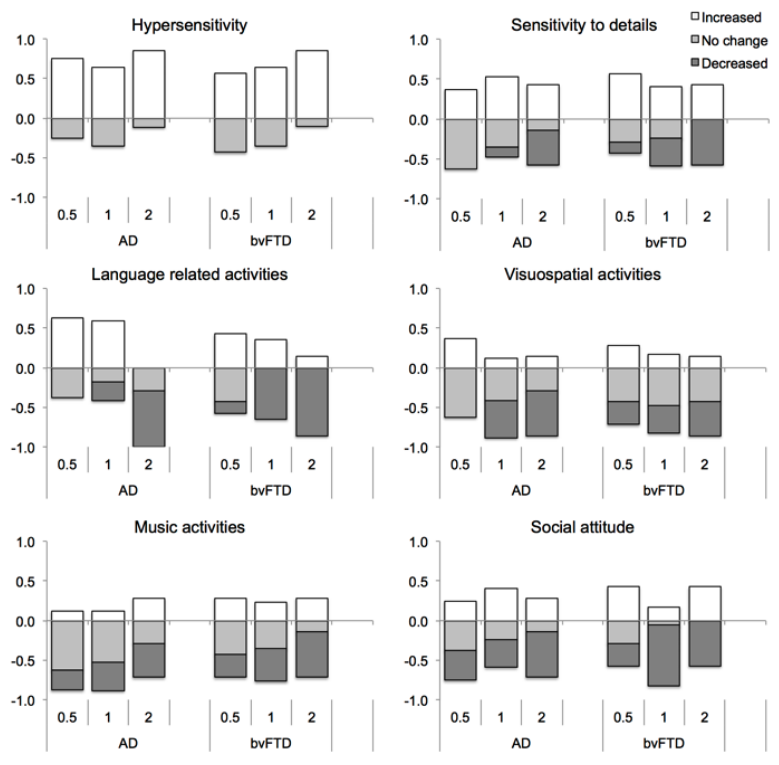 Hypersensitivity
1.0
0.5
0.0
-0.5
-1.0
0.5 1 2 0.5 1 2
AD bvFTD
Sensitivity to details
Increased
No change
Decreased
1.0
0.5
0.0
-0.5
-1.0
0.5 1 2 0.5 1 2
AD bvFTD
Language related activities
1.0
0.5
0.0
-0.5
-1.0
0.5 1 2 0.5 1 2
AD bvFTD
Visuospatial activities
1.0
0.5
0.0
-0.5
-1.0
0.5 1 2 0.5 1 2
AD bvFTD
Music activities
1.0
0.5
0.0
-0.5
-1.0
0.5 1 2 0.5 1 2
AD bvFTD
Social attitude
1.0
0.5
0.0
-0.5
-1.0
0.5 1 2 0.5 1 2
AD bvFTD